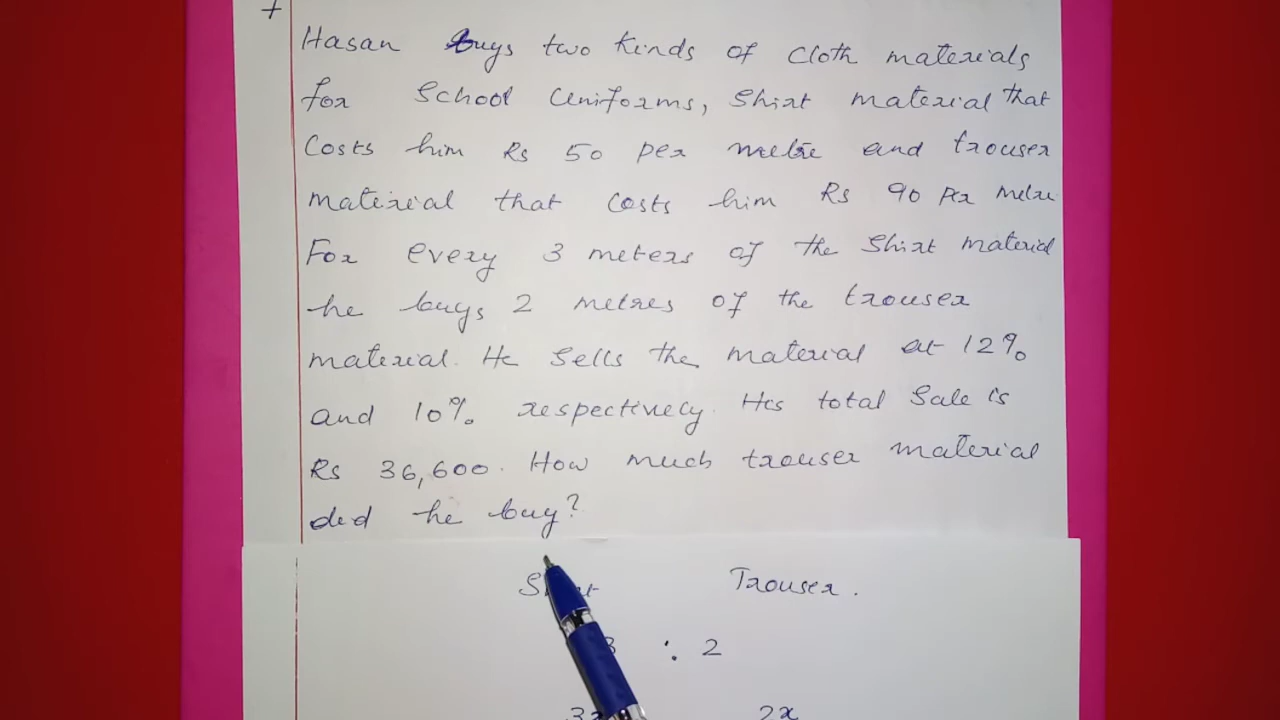 7
Hasan buys two kinds of cloth materials
for School Uniforms, Shirt material that
Costs him Rs 50 per metre and trouser
material that costs him Rs 90 per metre
For every 3 meters of the Shirt material
he buys 2 metres of the trouser
material. He sells the material at 12%
and 10% respectively. His total Sale is
Rs 36,600. How much trouser material
did he buy?
Trouser.
: 2
2x